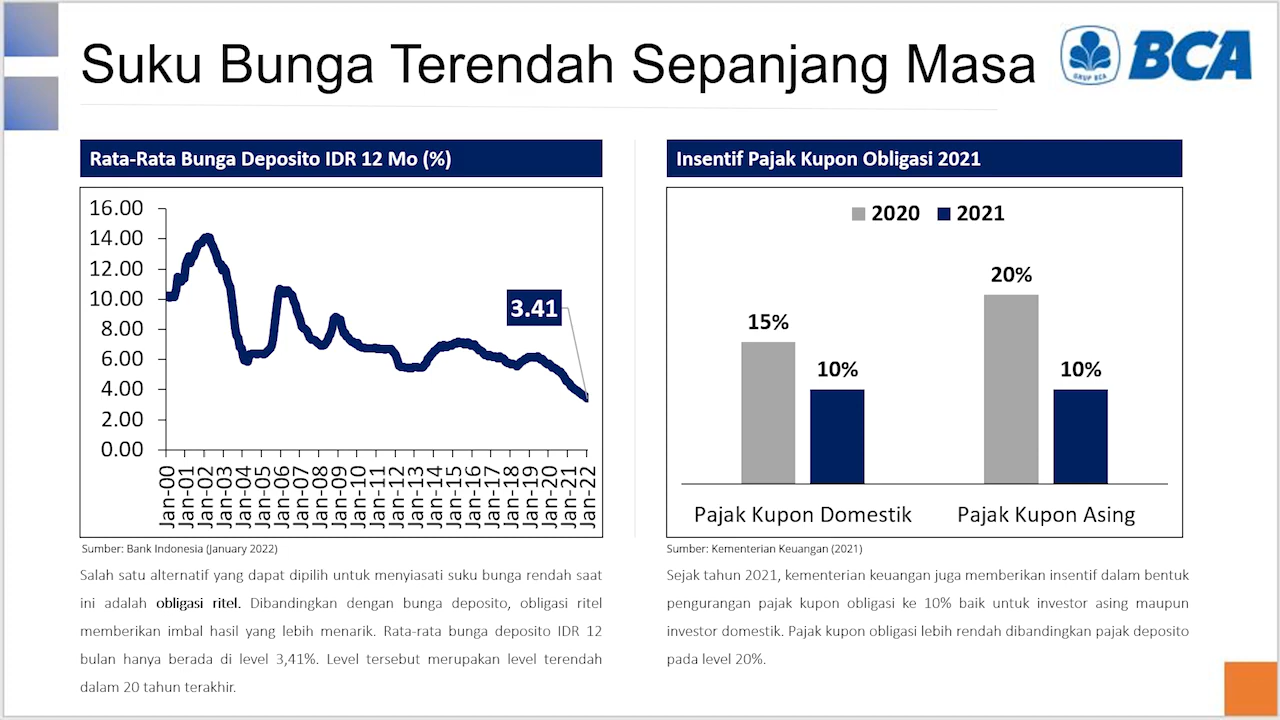 Suku Bunga Terendah Sepanjang Masa
GRUP BCA
BCA
Rata-Rata Bunga Deposito IDR 12 Mo (%)
16.00
14.00
12.00
10.00
8.00
6.00
4.00
2.00
0.00
3.41
Jan-00
Jan-01
Jan-02
Jan-03
Jan-04
Jan-05
Jan-06
Jan-07
Jan-08
Jan-09
Jan-10
Jan-11
Jan-12
Jan-13
Jan-14
Jan-15
Jan-16
Jan-17
Jan-18
Jan-19
Jan-20
Jan-21
Jan-22
Sumber: Bank Indonesia (January 2022)
Salah satu alternatif yang dapat dipilih untuk menyiasati suku bunga rendah saat
ini adalah obligasi ritel. Dibandingkan dengan bunga deposito, obligasi ritel
memberikan imbal hasil yang lebih menarik. Rata-rata bunga deposito IDR 12
bulan hanya berada di level 3,41%. Level tersebut merupakan level terendah
dalam 20 tahun terakhir.
Insentif Pajak Kupon Obligasi 2021
2020 2021
15%
10%
20%
10%
Pajak Kupon Domestik
Pajak Kupon Asing
Sumber: Kementerian Keuangan (2021)
Sejak tahun 2021, kementerian keuangan juga memberikan insentif dalam bentuk
pengurangan pajak kupon obligasi ke 10% baik untuk investor asing maupun
investor domestik. Pajak kupon obligasi lebih rendah dibandingkan pajak deposito
pada level 20%.